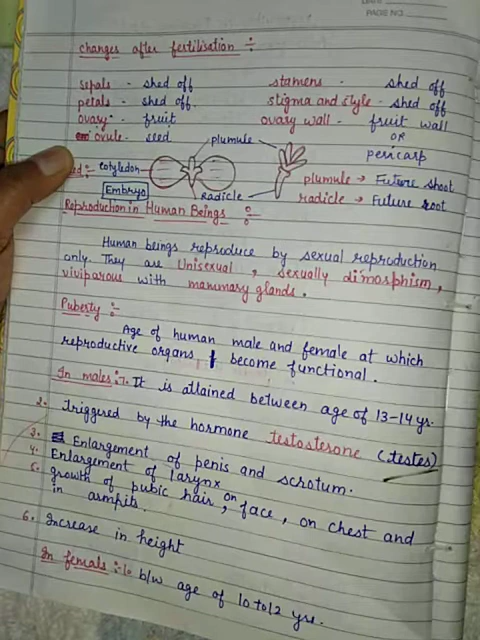 DATE
PAGE NO.
changes after fertilisation ÷
sepals - shed off
petals - shed off.
ovary - fruit
ovule - seed
stamens - shed off
stigma and style - shed off
ovary wall - fruit wall
OR
pericarp
plumule
cotyledon
Embryo
Radicle
plumule → Future shoot
radicle → Future root
Reproduction in Human Beings
Human beings reproduce by sexual reproduction
only. They are Unisexual, sexually dimorphism,
viviparous with mammary glands.
Puberty :-
Age of human male and female at which
reproductive organs, become functional.
In males :- 1. It is attained between age of 13-14 yr.
2. Triggered by the hormone testosterone (testes)
3. Enlargement of penis and scrotum.
4. Enlargement of larynx
5. growth of pubic hair, on face, on chest and
in armpits.
6. Increase in height
In females :- 1. b/w age of 10 to 12 yrs.